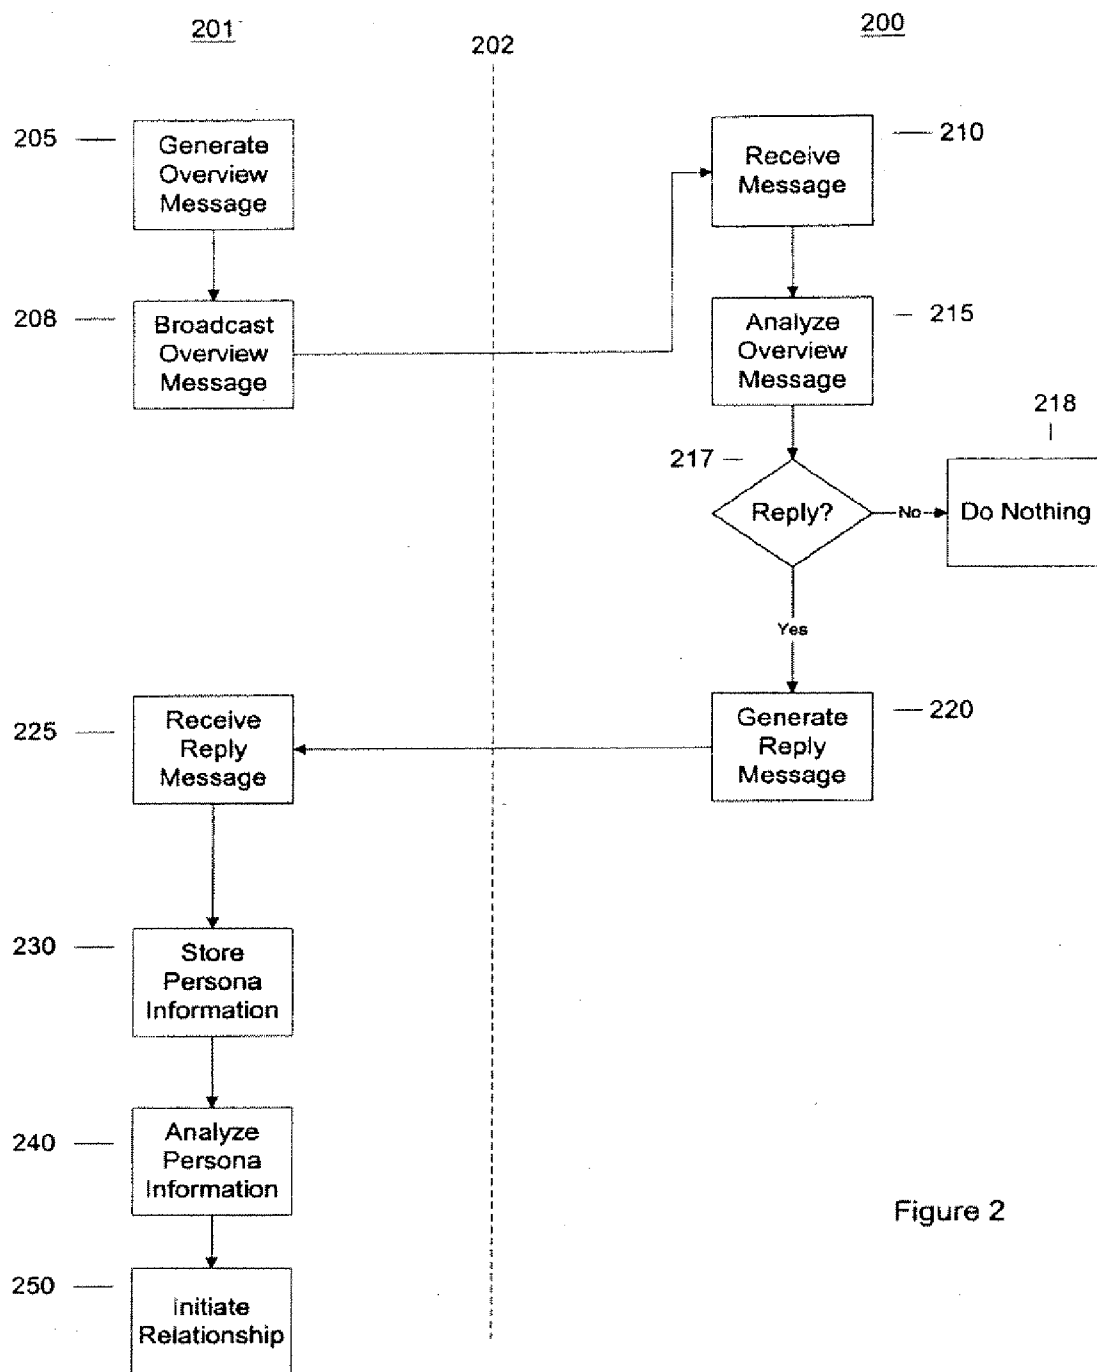 201
202
200
205
Generate
Overview
Message
210
Receive
Message
208
Broadcast
Overview
Message
215
Analyze
Overview
Message
218
217
Reply?
No
Do Nothing
Yes
225
Receive
Reply
Message
220
Generate
Reply
Message
230
Store
Persona
Information
240
Analyze
Persona
Information
Figure 2
250
Initiate
Relationship